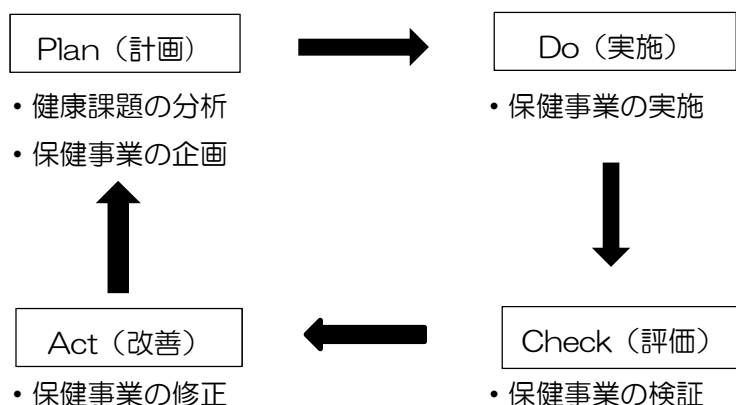 Plan（計画）
・健康課題の分析
・保健事業の企画
Do（実施）
・保健事業の実施
Act（改善）
・保健事業の修正
Check（評価）
・保健事業の検証